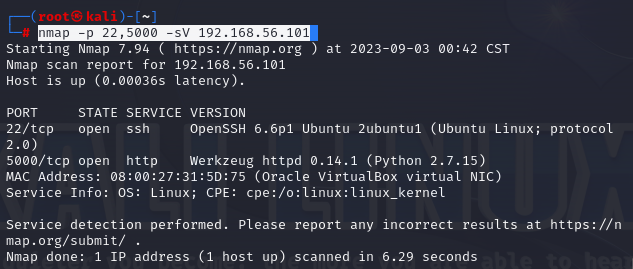 ┌──(root㉿kali)-[~]
└─# nmap -p 22,5000 -sV 192.168.56.101
Starting Nmap 7.94 ( https://nmap.org ) at 2023-09-03 00:42 CST
Nmap scan report for 192.168.56.101
Host is up (0.00036s latency).
PORT     STATE SERVICE VERSION
22/tcp   open  ssh     OpenSSH 6.6p1 Ubuntu 2ubuntu1 (Ubuntu Linux; protocol
2.0)
5000/tcp open  http    Werkzeug httpd 0.14.1 (Python 2.7.15)
MAC Address: 08:00:27:31:5D:75 (Oracle VirtualBox virtual NIC)
Service Info: OS: Linux; CPE: cpe:/o:linux:linux_kernel
Service detection performed. Please report any incorrect results at https://n
map.org/submit/ .
Nmap done: 1 IP address (1 host up) scanned in 6.29 seconds